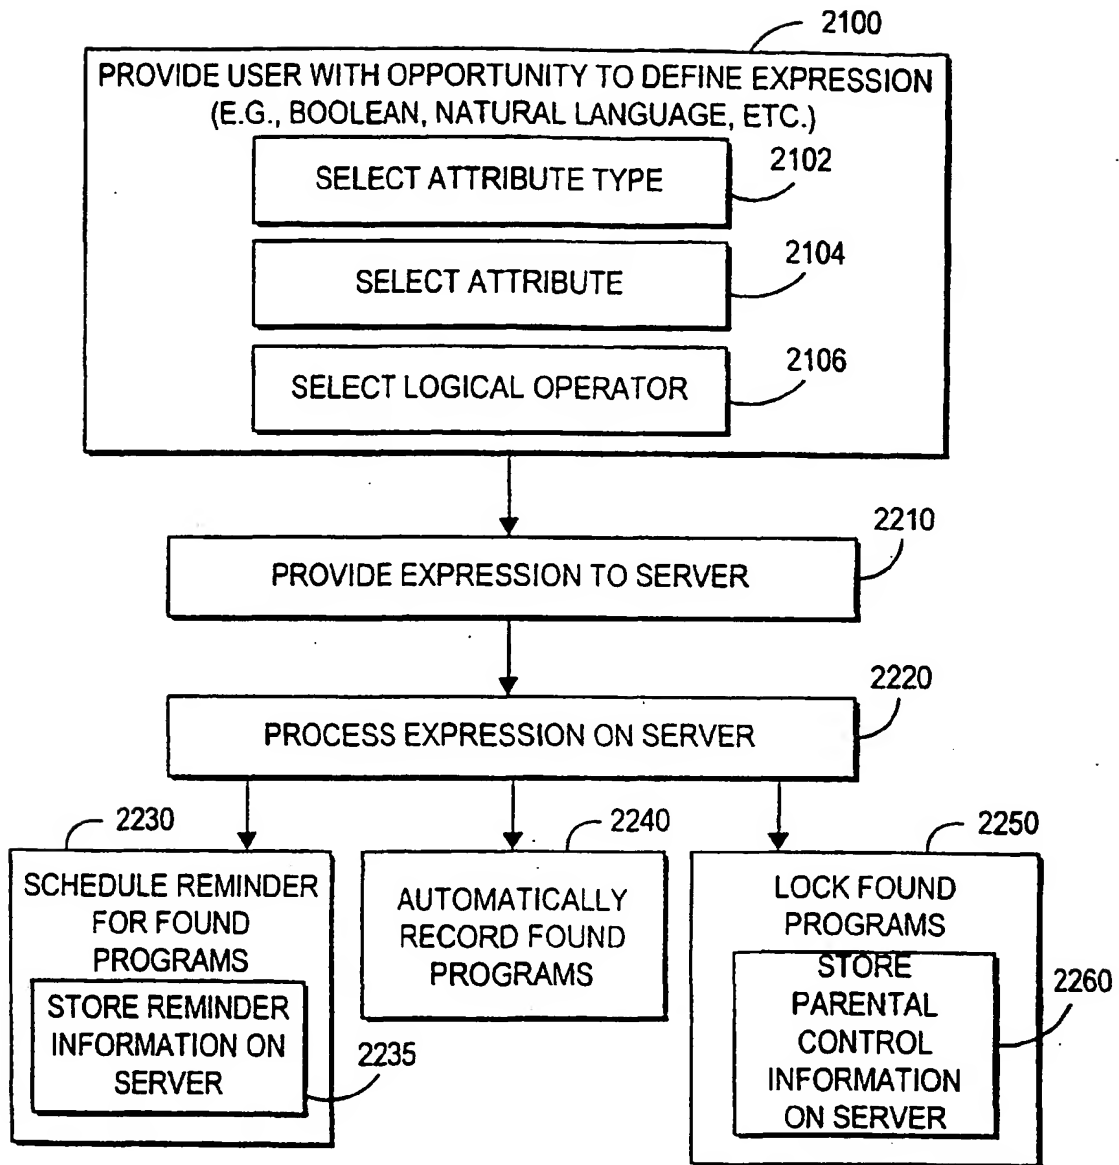 2100
PROVIDE USER WITH OPPORTUNITY TO DEFINE EXPRESSION
(E.G., BOOLEAN, NATURAL LANGUAGE, ETC.)
SELECT ATTRIBUTE TYPE
2102
SELECT ATTRIBUTE
2104
SELECT LOGICAL OPERATOR
2106
PROVIDE EXPRESSION TO SERVER
2210
PROCESS EXPRESSION ON SERVER
2220
2230
SCHEDULE REMINDER
FOR FOUND
PROGRAMS
STORE REMINDER
INFORMATION ON
SERVER
2235
2240
AUTOMATICALLY
RECORD FOUND
PROGRAMS
2250
LOCK FOUND
PROGRAMS
STORE
PARENTAL
CONTROL
INFORMATION
ON SERVER
2260